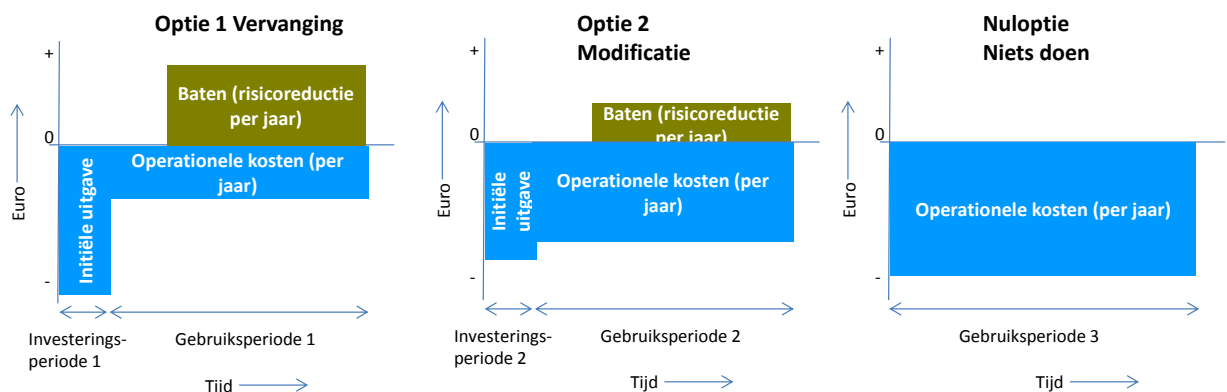 Optie 1 Vervanging
+
Baten (risicoreductie
per jaar)
0
Operationele kosten (per
jaar)
Initiële uitgave
Euro
-
Investerings-
periode 1
Gebruiksperiode 1
Tijd
Optie 2
Modificatie
+
Baten (risicoreductie
per jaar)
0
Operationele kosten (per
jaar)
Initiële
uitgave
Euro
-
Investerings-
periode 2
Gebruiksperiode 2
Tijd
Nuloptie
Niets doen
+
0
Operationele kosten (per jaar)
Euro
-
Gebruiksperiode 3
Tijd